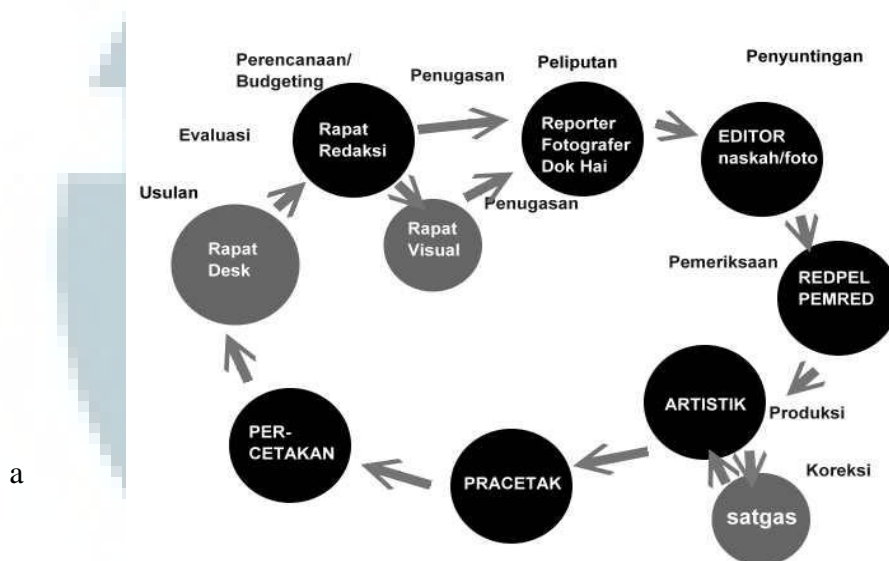 Perencanaan/
Budgeting
Penugasan
Peliputan
Penyuntingan
Evaluasi
Rapat
Redaksi
Reporter
Fotografer
Dok Hai
EDITOR
naskah/foto
Usulan
Penugasan
Rapat
Desk
Rapat
Visual
Pemeriksaan
REDPEL
PEMRED
ARTISTIK
Produksi
PER-
CETAKAN
PRACETAK
Koreksi
satgas
a